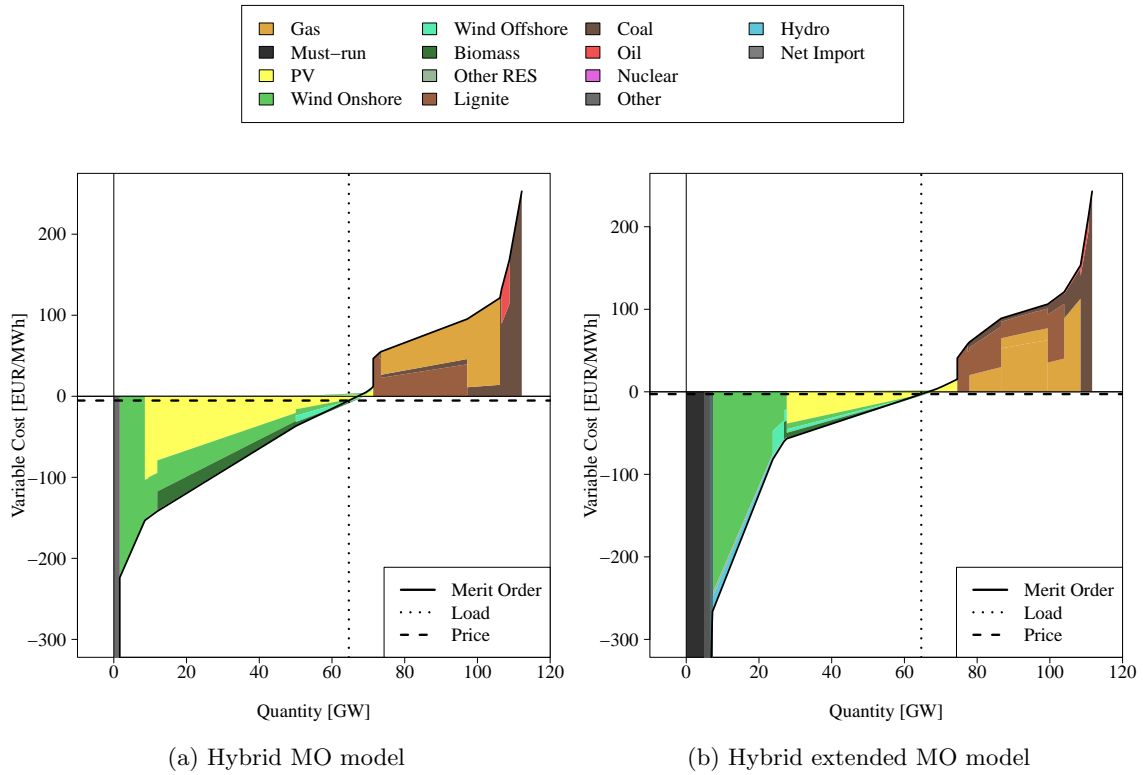 Gas Wind Offshore Coal Hydro
Must−run Biomass Oil Net Import
PV Other RES Nuclear
Wind Onshore Lignite Other
Variable Cost [EUR/MWh]
200
100
0
−100
−200
−300
0 20 40 60 80 100 120
Quantity [GW]
Merit Order
Load
Price
(a) Hybrid MO model
Variable Cost [EUR/MWh]
200
100
0
−100
−200
−300
0 20 40 60 80 100 120
Quantity [GW]
Merit Order
Load
Price
(b) Hybrid extended MO model